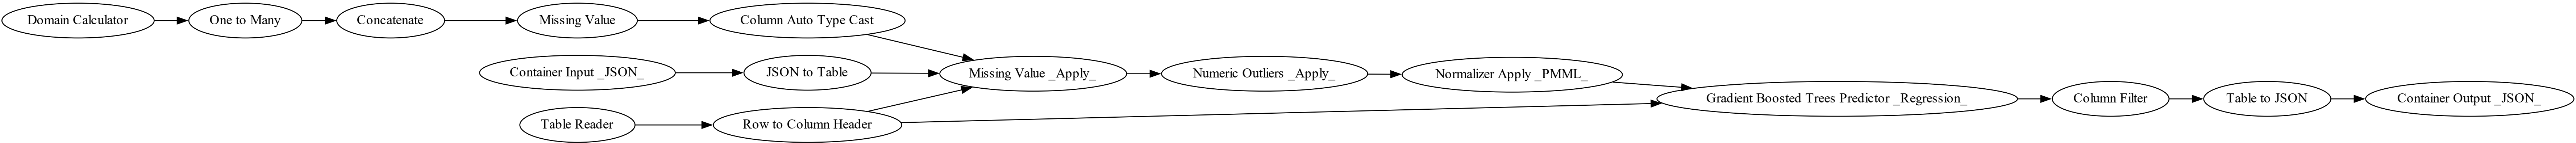 Domain Calculator
One to Many
Concatenate
Missing Value
Column Auto Type Cast
Container Input _JSON_
JSON to Table
Missing Value _Apply_
Numeric Outliers _Apply_
Normalizer Apply _PMML_
Gradient Boosted Trees Predictor _Regression_
Column Filter
Table to JSON
Container Output _JSON_
Table Reader
Row to Column Header